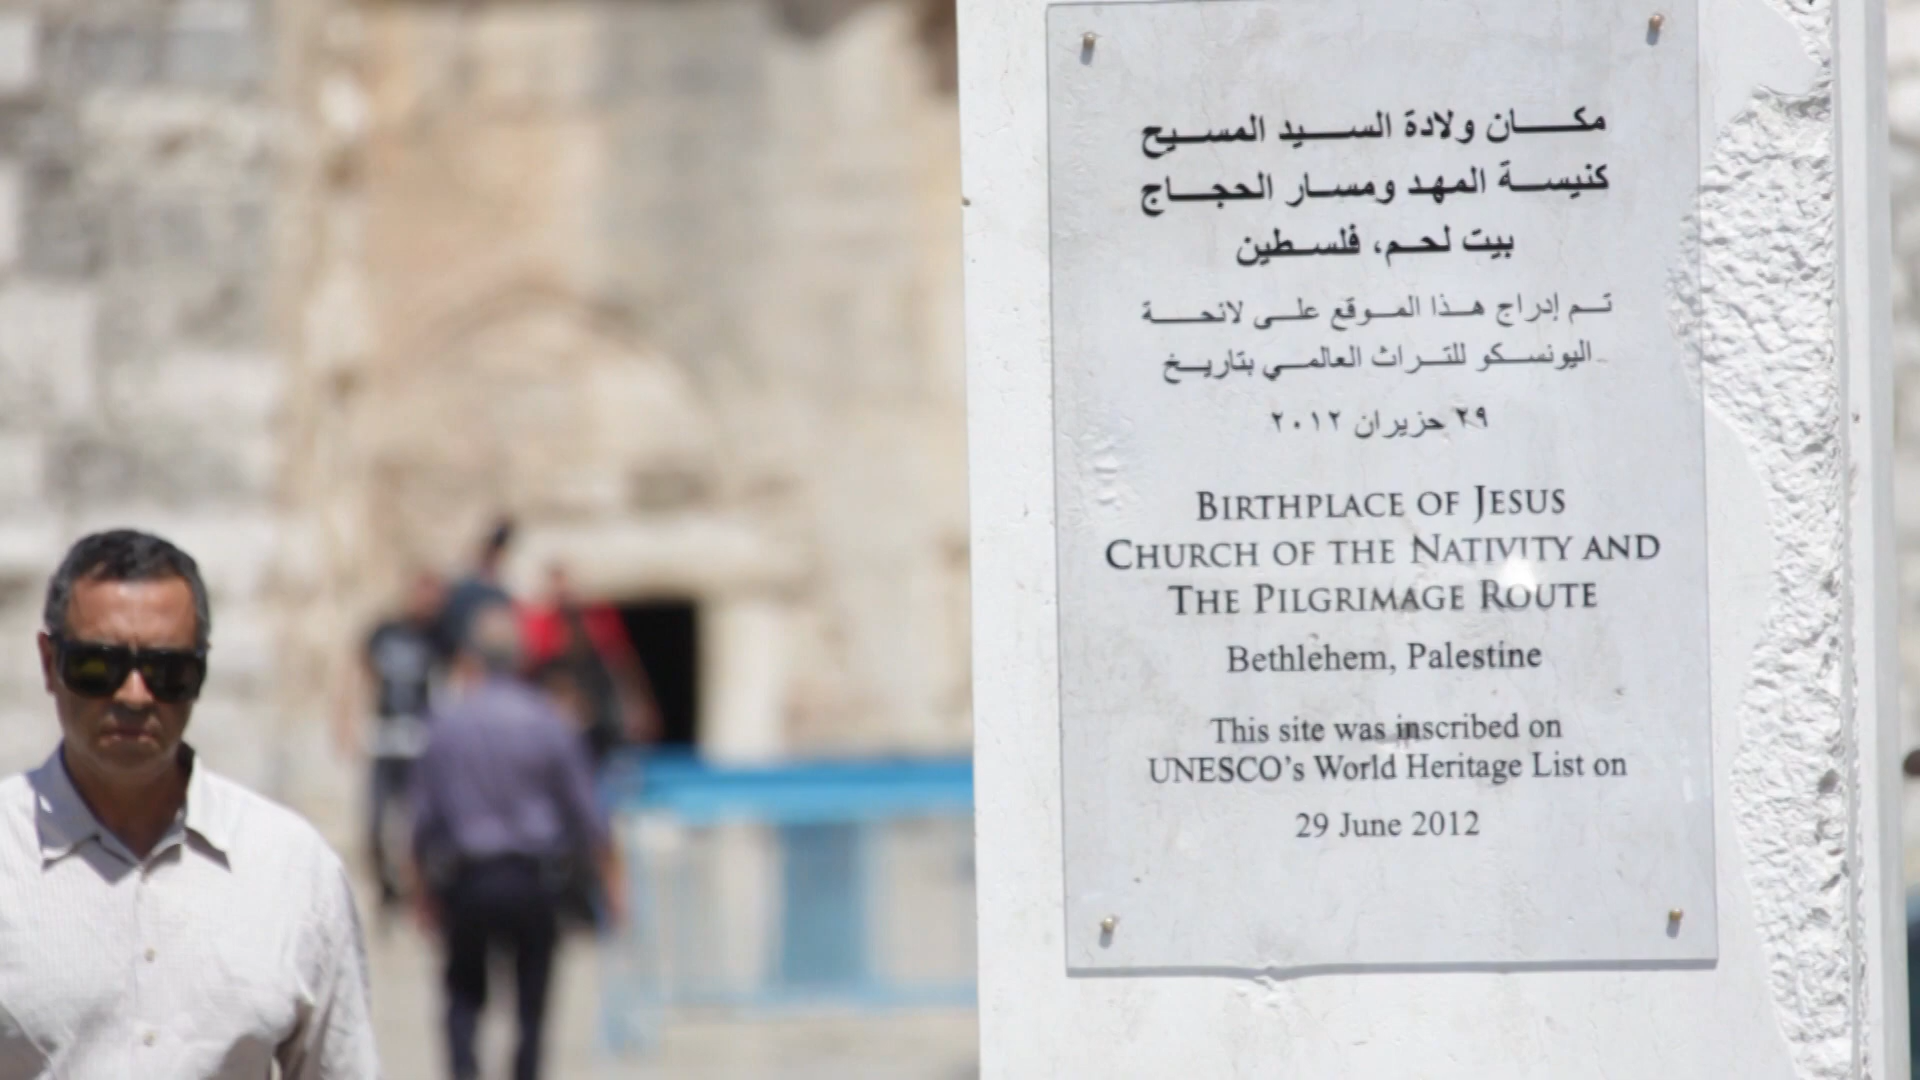 مكان ولادة السيد المسيح
كنيسة المهد ومسار الحجاج
بيت لحم، فلسطين
تم إدراج هذا الموقع على لائحة
اليونسكو للتراث العالمي بتاريخ
٢٩ حزيران ٢٠١٢
BIRTHPLACE OF JESUS
CHURCH OF THE NATIVITY AND
THE PILGRIMAGE ROUTE
Bethlehem, Palestine
This site was inscribed on
UNESCO's World Heritage List on
29 June 2012